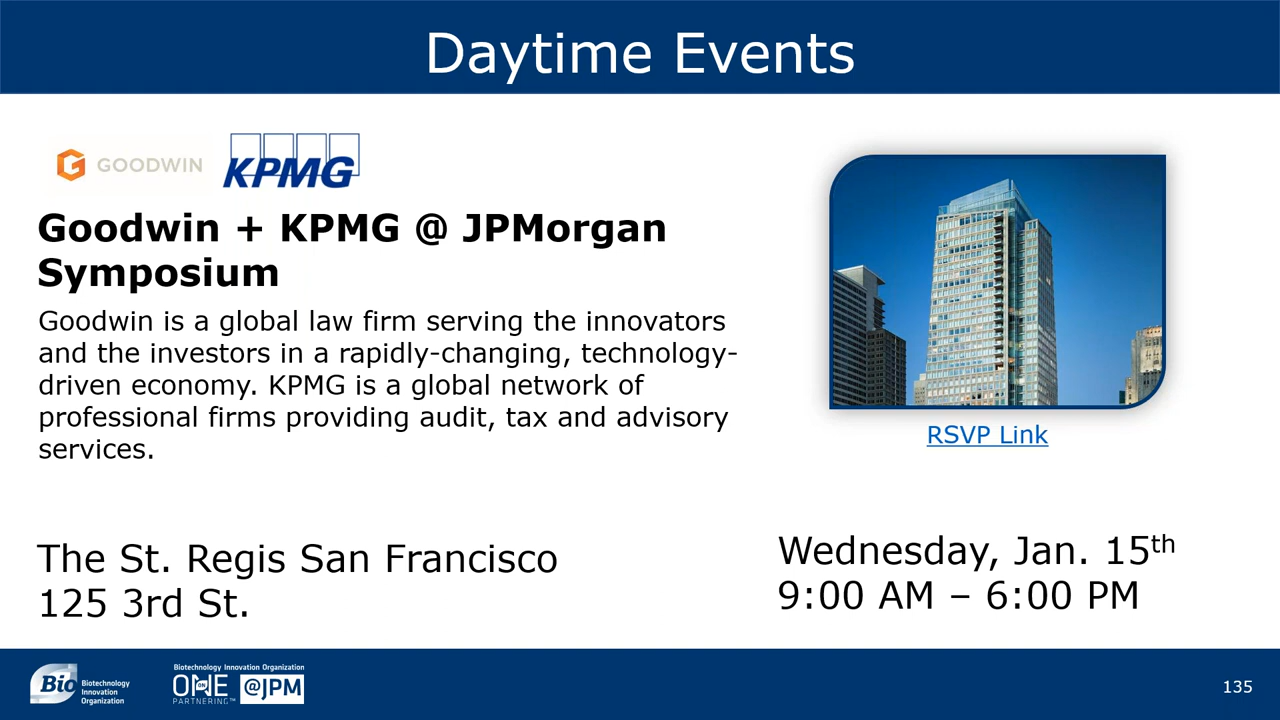 Daytime Events
GOODWIN
KPMG
Goodwin + KPMG @ JPMorgan
Symposium
Goodwin is a global law firm serving the innovators
and the investors in a rapidly-changing, technology-
driven economy. KPMG is a global network of
professional firms providing audit, tax and advisory
services.
RSVP Link
The St. Regis San Francisco
125 3rd St.
Wednesday, Jan. 15th
9:00 AM – 6:00 PM
Bio
Biotechnology
Innovation
Organization
Biotechnology Innovation Organization
ONE
ON
PARTNERING™
@JPM
135